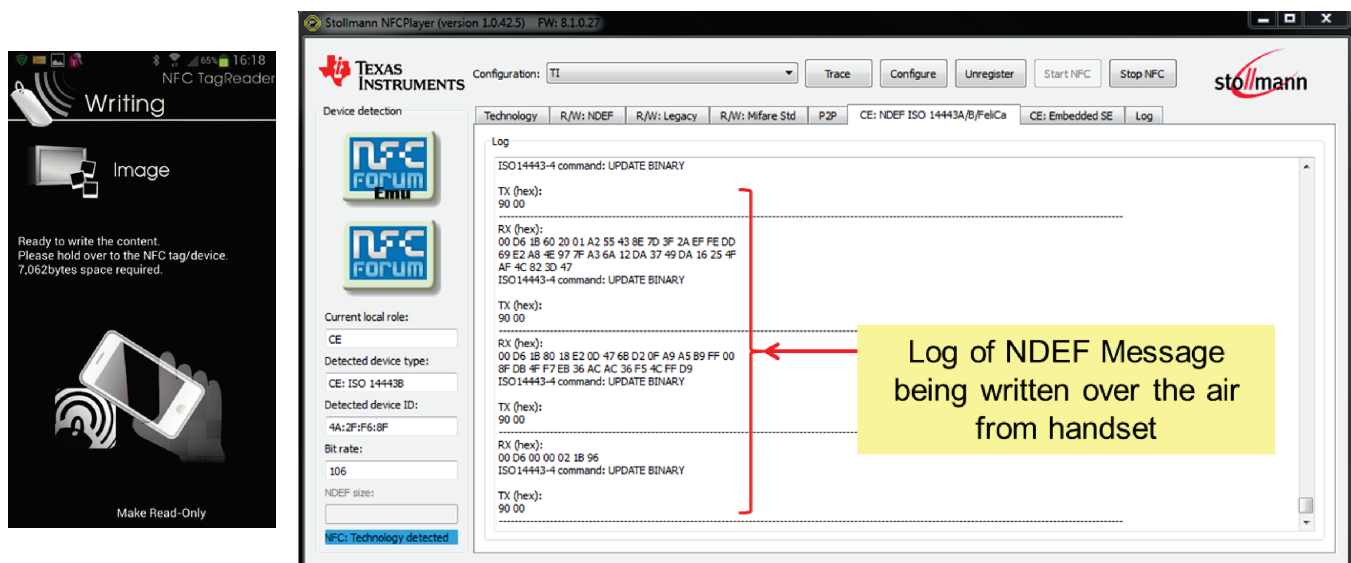 65% 16:18
NFC TagReader
Writing
Image
Ready to write the content.
Please hold over to the NFC tag/device.
7,062bytes space required.
Make Read-Only
Stollmann NFCPlayer (version 1.0.42.5) FW: 8.1.0.27
TEXAS
INSTRUMENTS
Configuration: TI
Trace
Configure
Unregister
Start NFC
Stop NFC
stollmann
Device detection
NFC
FORUM
Emu
NFC
FORUM
Current local role:
CE
Detected device type:
CE: ISO 14443B
Detected device ID:
4A:2F:F6:8F
Bit rate:
106
NDEF size:
NFC: Technology detected
Technology
R/W: NDEF
R/W: Legacy
R/W: Mifare Std
P2P
CE: NDEF ISO 14443A/B/FeliCa
CE: Embedded SE
Log
Log
ISO14443-4 command: UPDATE BINARY
TX (hex):
90 00
RX (hex):
00 D6 1B 60 20 01 A2 55 43 8E 7D 3F 2A EF FE DD
69 E2 A8 4E 97 7F A3 6A 12 DA 37 49 DA 16 25 4F
AF 4C 82 3D 47
ISO14443-4 command: UPDATE BINARY
TX (hex):
90 00
RX (hex):
00 D6 1B 80 18 E2 0D 47 6B D2 0F A9 A5 B9 FF 00
8F DB 4F F7 EB 36 AC AC 36 F5 4C FF D9
ISO14443-4 command: UPDATE BINARY
TX (hex):
90 00
RX (hex):
00 D6 00 00 02 1B 96
ISO14443-4 command: UPDATE BINARY
TX (hex):
90 00
Log of NDEF Message
being written over the air
from handset